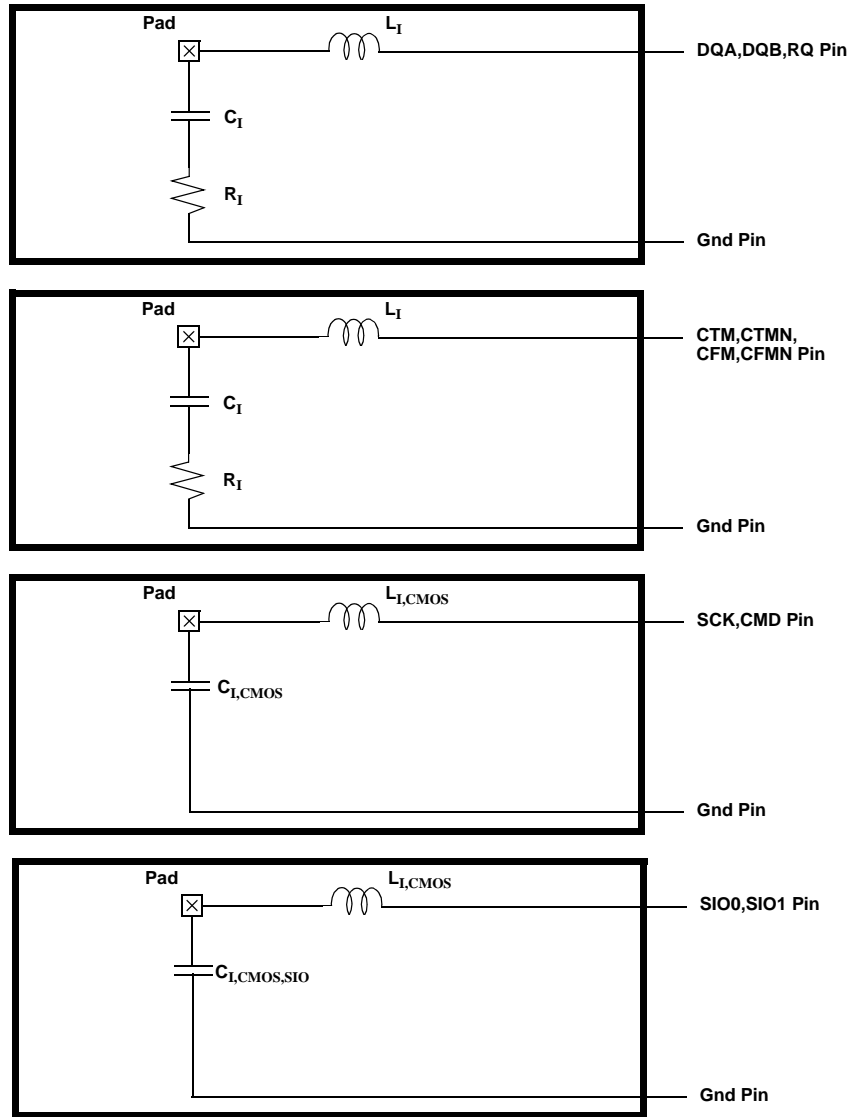 Pad
L_I
DQA,DQB,RQ Pin
C_I
R_I
Gnd Pin
Pad
L_I
CTM,CTMN,
CFM,CFMN Pin
C_I
R_I
Gnd Pin
Pad
L_I,CMOS
SCK,CMD Pin
C_I,CMOS
Gnd Pin
Pad
L_I,CMOS
SIO0,SIO1 Pin
C_I,CMOS,SIO
Gnd Pin